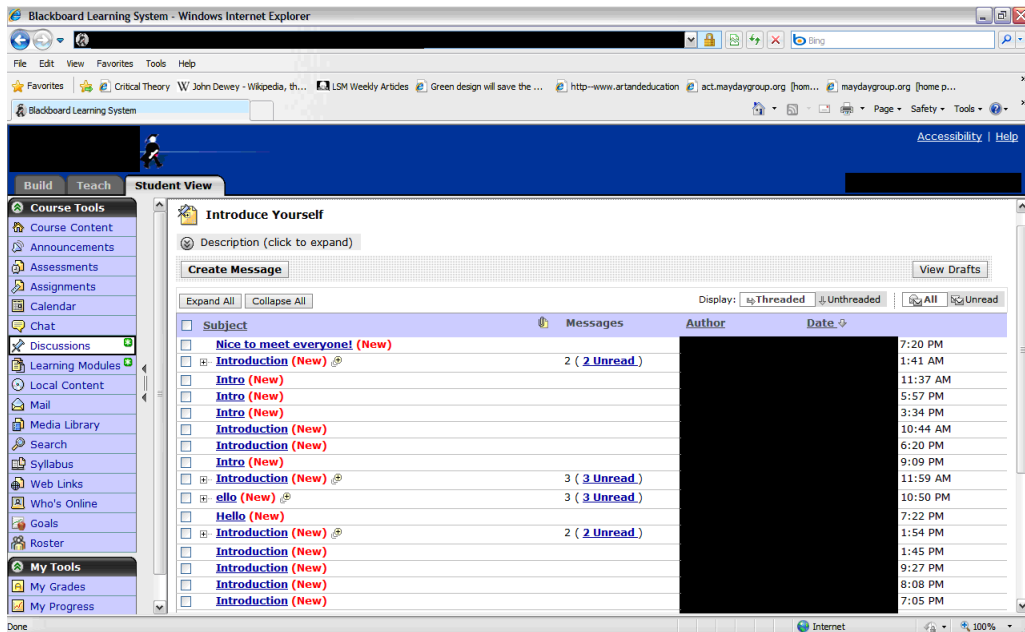 Blackboard Learning System - Windows Internet Explorer
Bing
File Edit View Favorites Tools Help
Favorites Critical Theory W John Dewey - Wikipedia, th... LSM Weekly Articles Green design will save the ... http--www.artandeducation act.maydaygroup.org [hom... maydaygroup.org [home p...
Blackboard Learning System Page Safety Tools
Accessibility | Help
Build Teach Student View
Course Tools
Course Content
Announcements
Assessments
Assignments
Calendar
Chat
Discussions
Learning Modules
Local Content
Mail
Media Library
Search
Syllabus
Web Links
Who's Online
Goals
Roster
My Tools
My Grades
My Progress
Introduce Yourself
Description (click to expand)
Create Message View Drafts
Expand All Collapse All Display: Threaded Unthreaded All Unread
Subject Messages Author Date
Nice to meet everyone! (New) 7:20 PM
Introduction (New) 2 ( 2 Unread ) 1:41 AM
Intro (New) 11:37 AM
Intro (New) 5:57 PM
Intro (New) 3:34 PM
Introduction (New) 10:44 AM
Introduction (New) 6:20 PM
Intro (New) 9:09 PM
Introduction (New) 3 ( 3 Unread ) 11:59 AM
ello (New) 3 ( 3 Unread ) 10:50 PM
Hello (New) 7:22 PM
Introduction (New) 2 ( 2 Unread ) 1:54 PM
Introduction (New) 1:45 PM
Introduction (New) 9:27 PM
Introduction (New) 8:08 PM
Introduction (New) 7:05 PM
Done Internet 100%